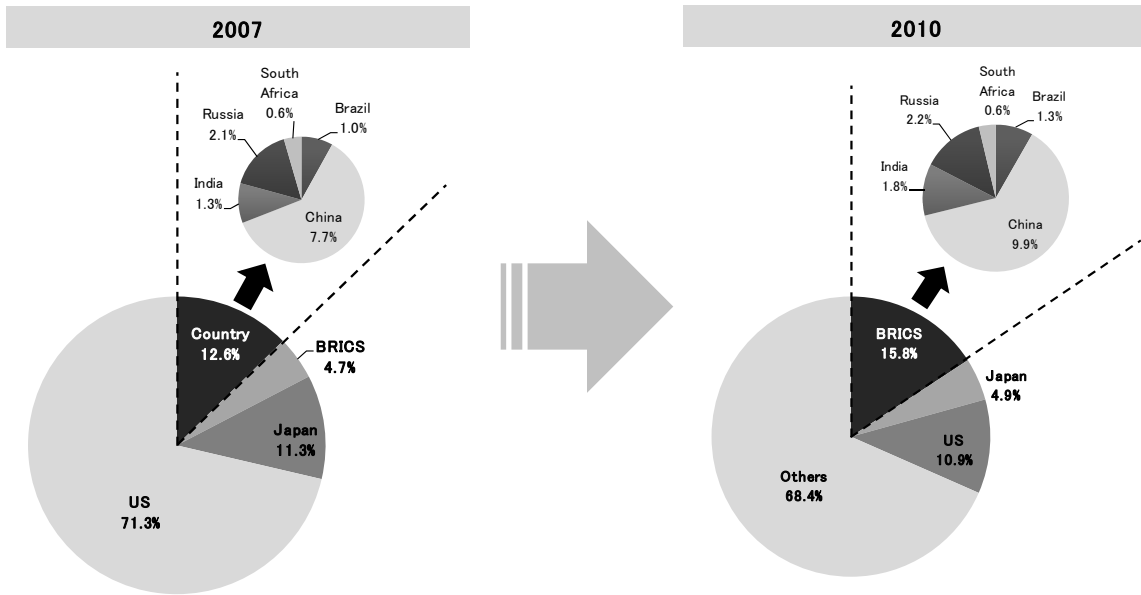 2007
South
Africa
0.6%
Brazil
1.0%
Russia
2.1%
India
1.3%
China
7.7%
Country
12.6%
BRICS
4.7%
Japan
11.3%
US
71.3%
2010
South
Africa
0.6%
Brazil
1.3%
Russia
2.2%
India
1.8%
China
9.9%
BRICS
15.8%
Japan
4.9%
US
10.9%
Others
68.4%